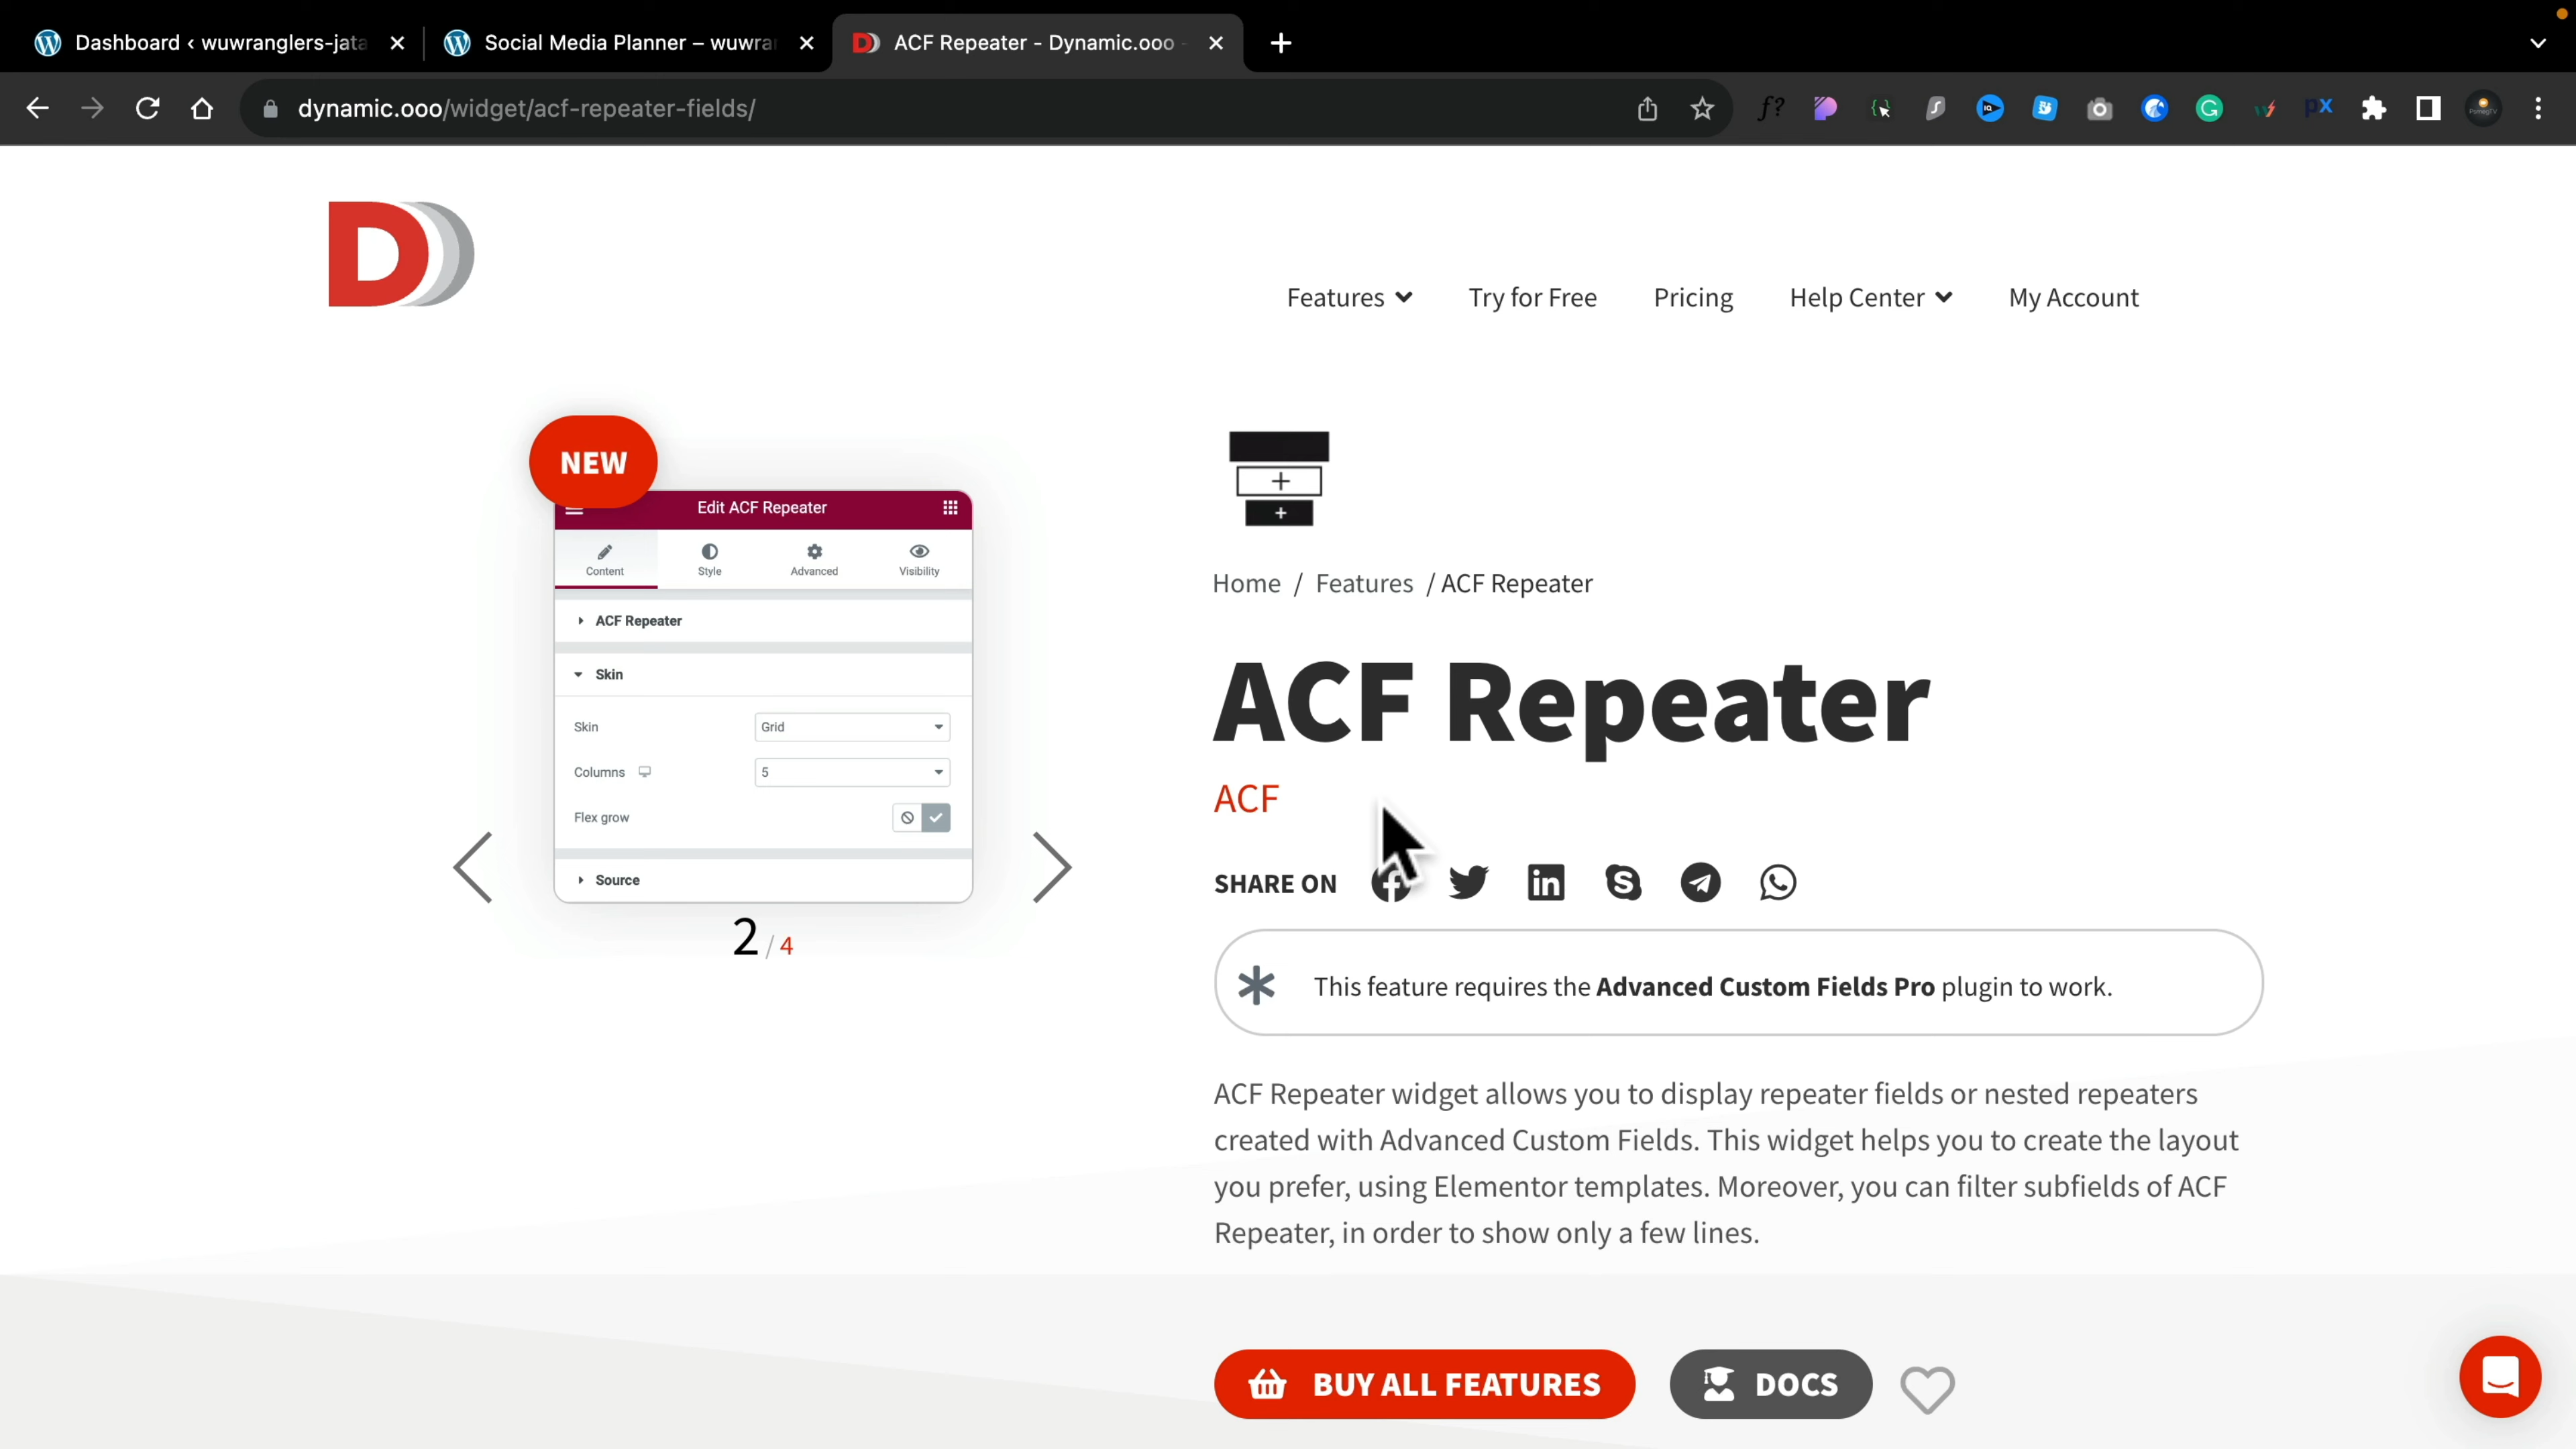 Dashboard ‹ wuwranglers-jata
Social Media Planner – wuwran
ACF Repeater - Dynamic.ooo -
dynamic.ooo/widget/acf-repeater-fields/
Features
Try for Free
Pricing
Help Center
My Account
NEW
Edit ACF Repeater
Content
Style
Advanced
Visibility
ACF Repeater
Skin
Skin
Grid
Columns
5
Flex grow
Source
2 / 4
Home / Features / ACF Repeater
ACF Repeater
ACF
SHARE ON
This feature requires the Advanced Custom Fields Pro plugin to work.
ACF Repeater widget allows you to display repeater fields or nested repeaters
created with Advanced Custom Fields. This widget helps you to create the layout
you prefer, using Elementor templates. Moreover, you can filter subfields of ACF
Repeater, in order to show only a few lines.
BUY ALL FEATURES
DOCS